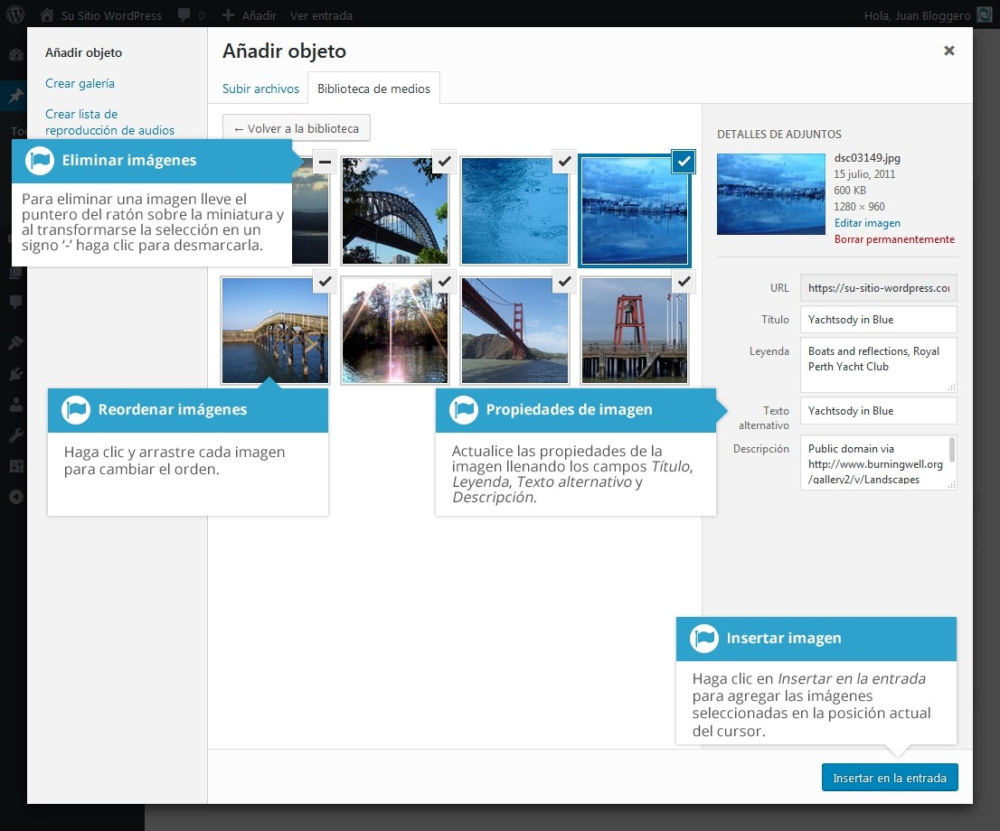 Su Sitio WordPress 0 Añadir Ver entrada Hola, Juan Bloggero
Añadir objeto
Crear galería
Crear lista de
reproducción de audios
Añadir objeto
Subir archivos Biblioteca de medios
← Volver a la biblioteca
Eliminar imágenes
Para eliminar una imagen lleve el
puntero del ratón sobre la miniatura y
al transformarse la selección en un
signo ‘-’ haga clic para desmarcarla.
Reordenar imágenes
Haga clic y arrastre cada imagen
para cambiar el orden.
Propiedades de imagen
Actualice las propiedades de la
imagen llenando los campos Título,
Leyenda, Texto alternativo y
Descripción.
DETALLES DE ADJUNTOS
dsc03149.jpg
15 julio, 2011
600 KB
1280 × 960
Editar imagen
Borrar permanentemente
URL https://su-sitio-wordpress.co
Título Yachtsody in Blue
Leyenda Boats and reflections, Royal
Perth Yacht Club
Texto
alternativo Yachtsody in Blue
Descripción Public domain via
http://www.burningwell.org
/gallery2/v/Landscapes
Insertar imagen
Haga clic en Insertar en la entrada
para agregar las imágenes
seleccionadas en la posición actual
del cursor.
Insertar en la entrada